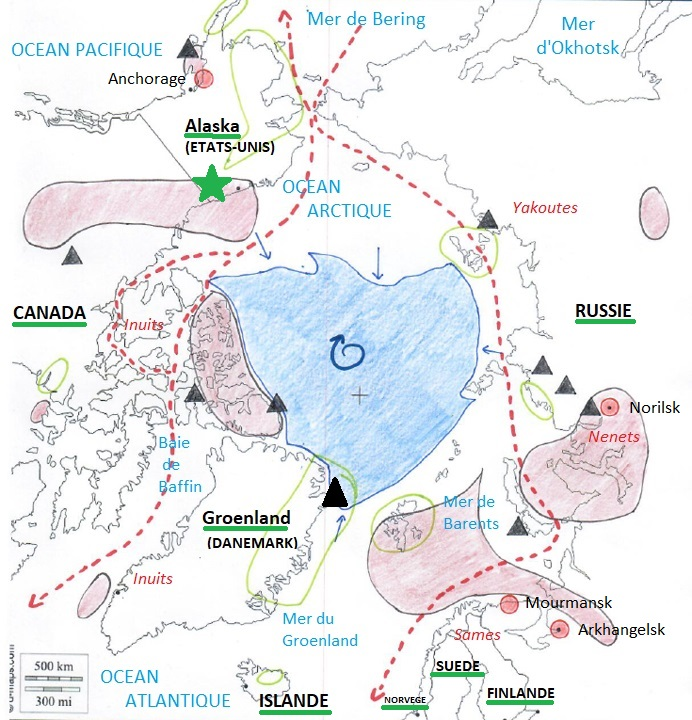 Mer de Bering
Mer
d'Okhotsk
OCEAN PACIFIQUE
Anchorage
Alaska
(ETATS-UNIS)
OCEAN
ARCTIQUE
Yakoutes
CANADA
Inuits
RUSSIE
Norilsk
Nenets
Baie
de
Baffin
Mer de
Barents
Groenland
(DANEMARK)
Inuits
Mer du
Groenland
Mourmansk
Arkhangelsk
Sames
500 km
300 mi
OCEAN
ATLANTIQUE
ISLANDE
SUEDE
NORVEGE
FINLANDE